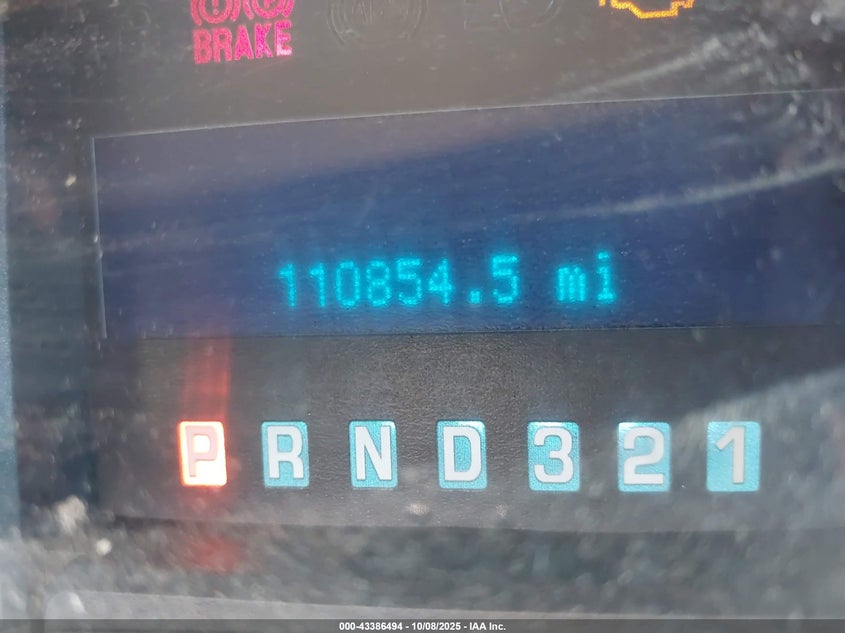 BRAKE
110854.5 mi
P R N D 3 2 1
000-43386494 - 10/08/2025 - IAA Inc.